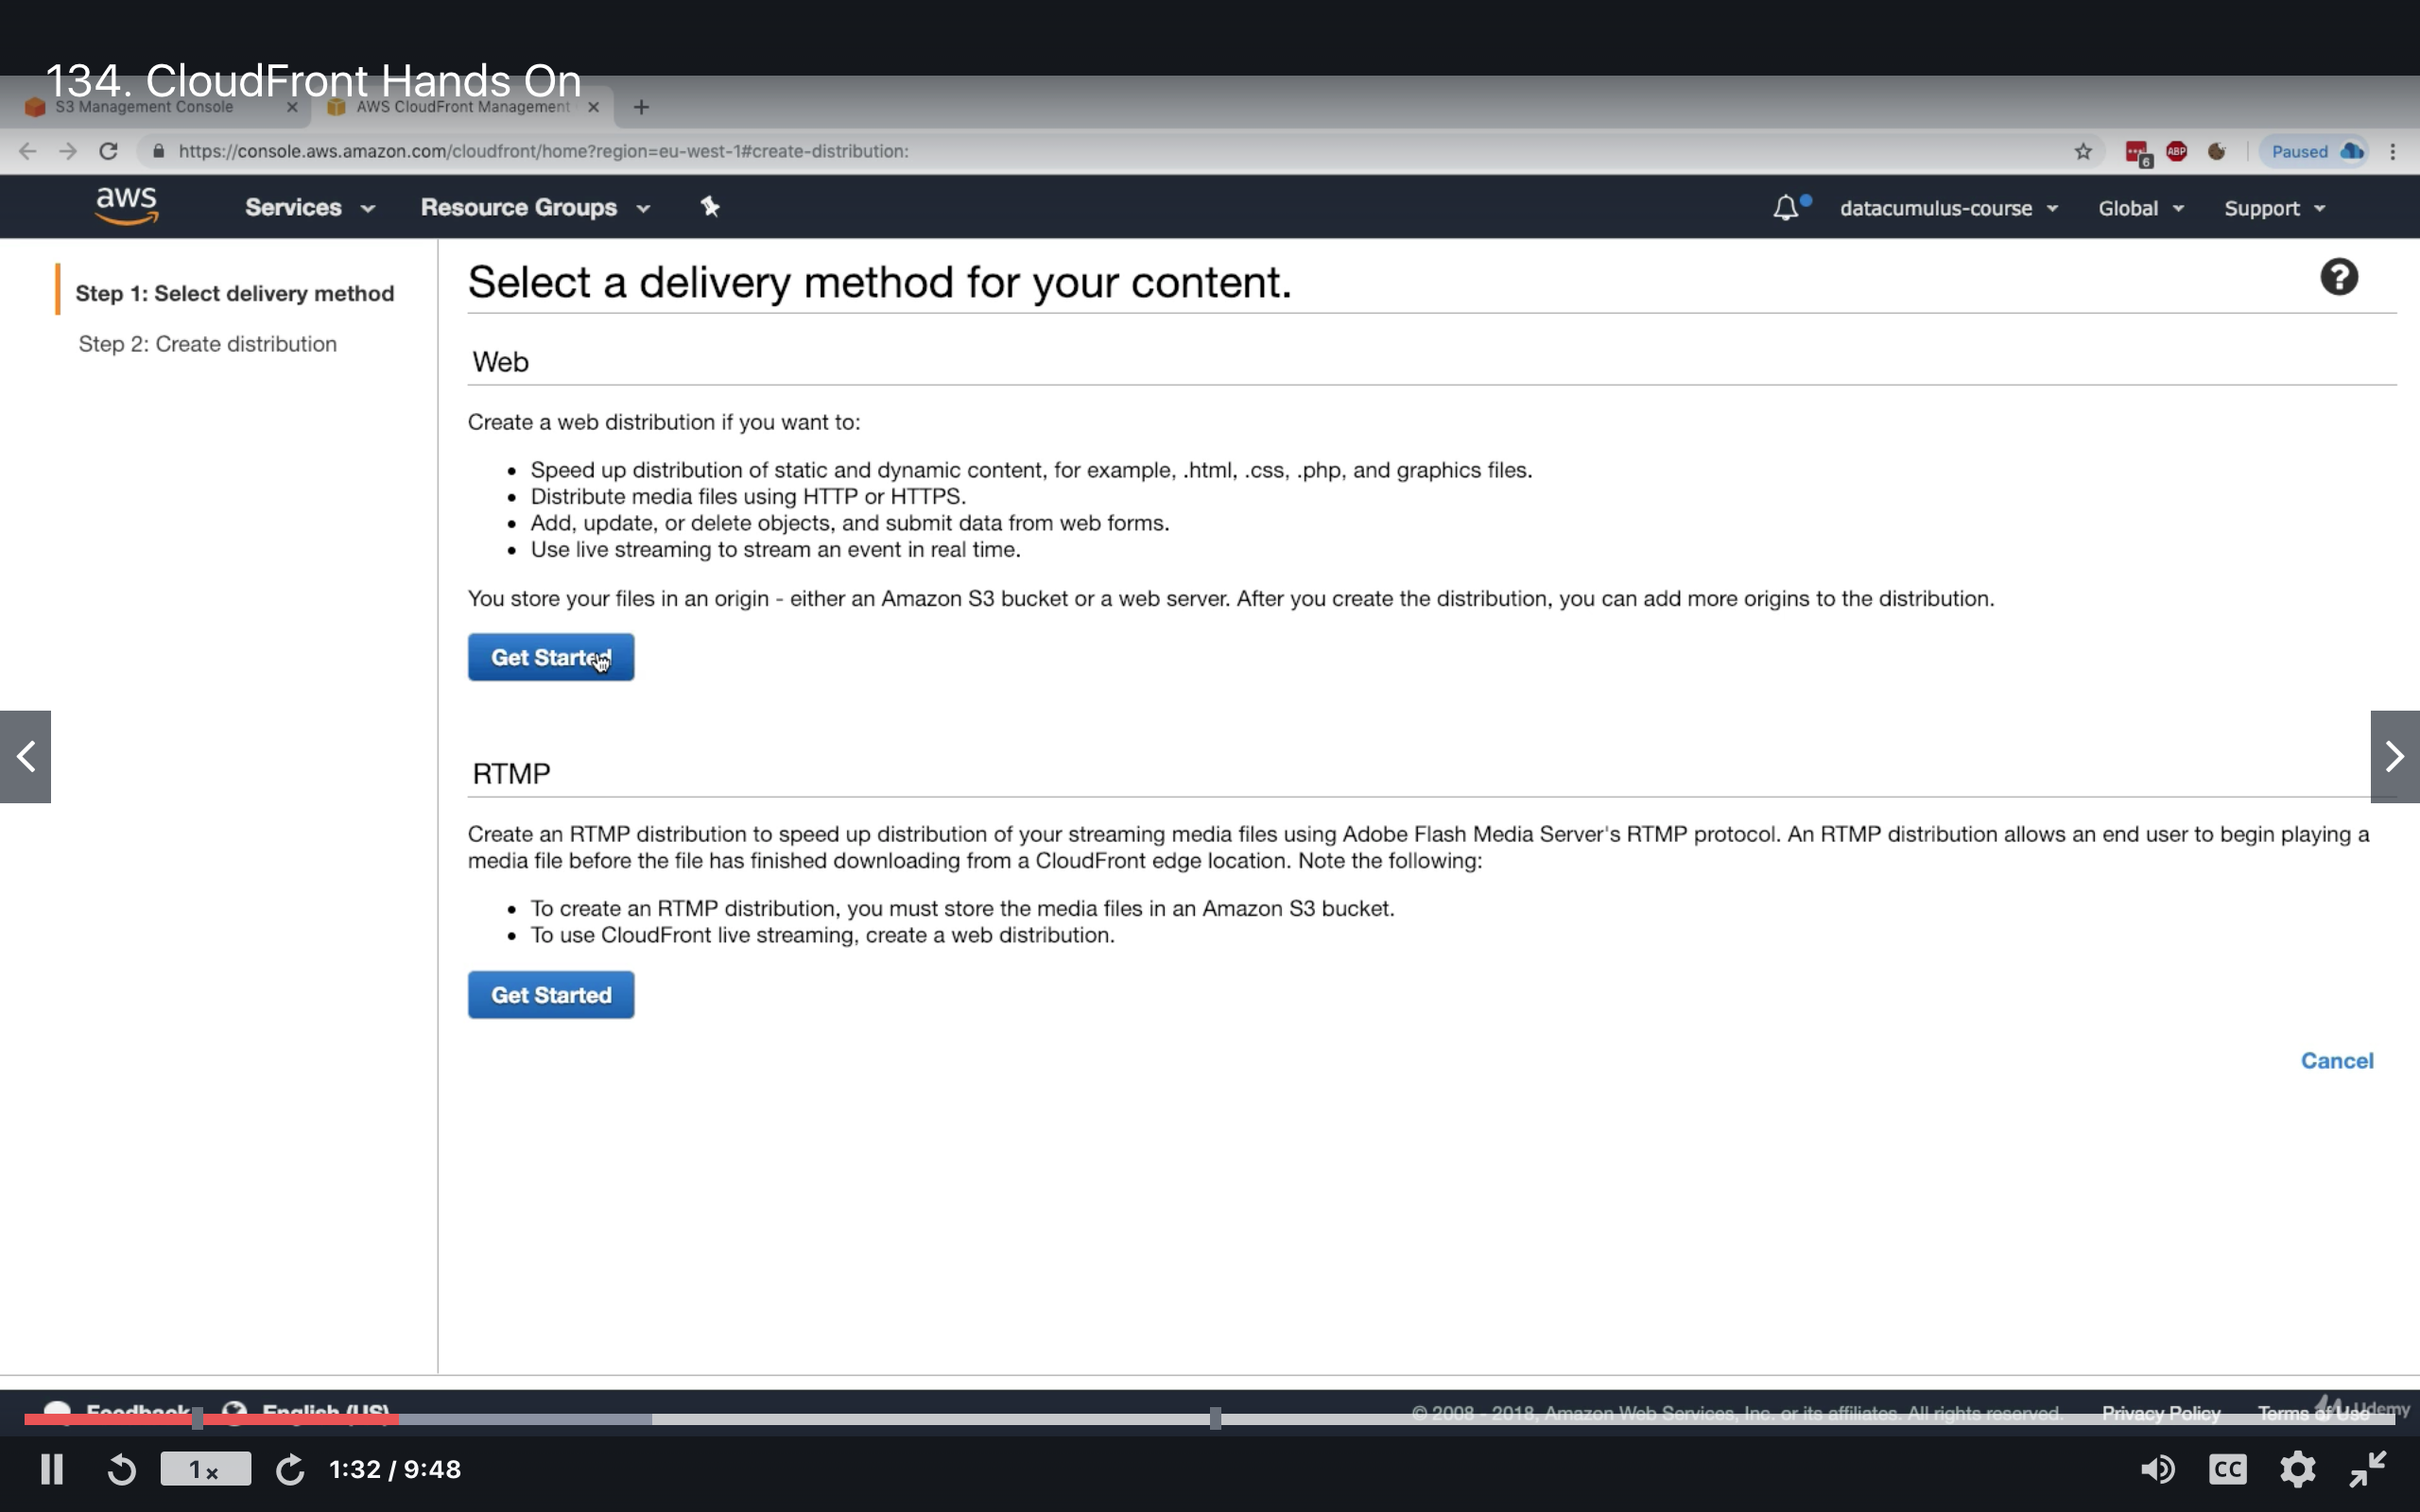 134. CloudFront Hands On
S3 Management Console
AWS CloudFront Management
https://console.aws.amazon.com/cloudfront/home?region=eu-west-1#create-distribution:
6
ABP
Paused
aws
Services
Resource Groups
datacumulus-course
Global
Support
Step 1: Select delivery method
Step 2: Create distribution
Select a delivery method for your content.
?
Web
Create a web distribution if you want to:
• Speed up distribution of static and dynamic content, for example, .html, .css, .php, and graphics files.
• Distribute media files using HTTP or HTTPS.
• Add, update, or delete objects, and submit data from web forms.
• Use live streaming to stream an event in real time.
You store your files in an origin - either an Amazon S3 bucket or a web server. After you create the distribution, you can add more origins to the distribution.
Get Started
RTMP
Create an RTMP distribution to speed up distribution of your streaming media files using Adobe Flash Media Server's RTMP protocol. An RTMP distribution allows an end user to begin playing a
media file before the file has finished downloading from a CloudFront edge location. Note the following:
• To create an RTMP distribution, you must store the media files in an Amazon S3 bucket.
• To use CloudFront live streaming, create a web distribution.
Get Started
Cancel
Feedback
English (US)
© 2008 - 2018, Amazon Web Services, Inc. or its affiliates. All rights reserved.
Privacy Policy
Terms of Use
Udemy
1x
1:32 / 9:48
CC